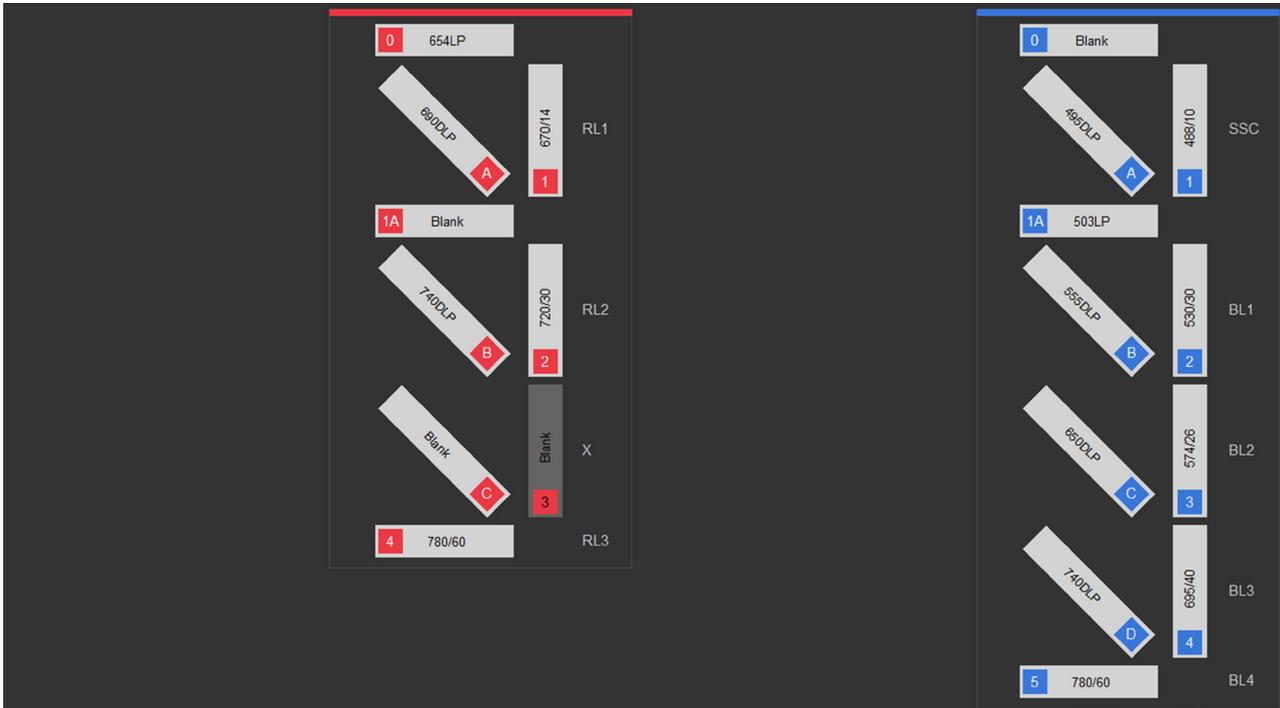 0 654LP
690DLP A
670/14 1
RL1
1A Blank
740DLP B
720/30 2
RL2
Blank C
Blank 3
X
4 780/60
RL3
0 Blank
495DLP A
488/10 1
SSC
1A 503LP
555DLP B
530/30 2
BL1
650DLP C
574/26 3
BL2
740DLP D
695/40 4
BL3
5 780/60
BL4